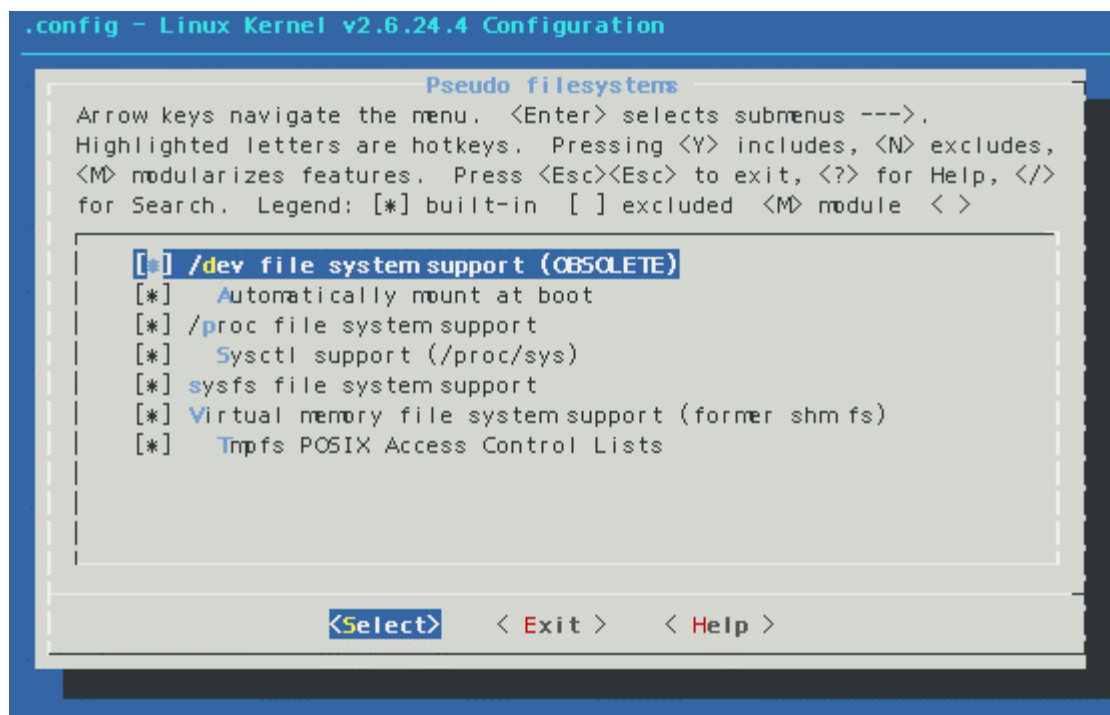 .config - Linux Kernel v2.6.24.4 Configuration
Pseudo filesystems
Arrow keys navigate the menu. <Enter> selects submenus --->.
Highlighted letters are hotkeys. Pressing <Y> includes, <N> excludes,
<M> modularizes features. Press <Esc><Esc> to exit, <?> for Help, </>
for Search. Legend: [*] built-in [ ] excluded <M> module < >
[*] /dev file system support (OBSOLETE)
[*] Automatically mount at boot
[*] /proc file system support
[*] Sysctl support (/proc/sys)
[*] sysfs file system support
[*] Virtual memory file system support (former shm fs)
[*] Tmpfs POSIX Access Control Lists
<Select> < Exit > < Help >